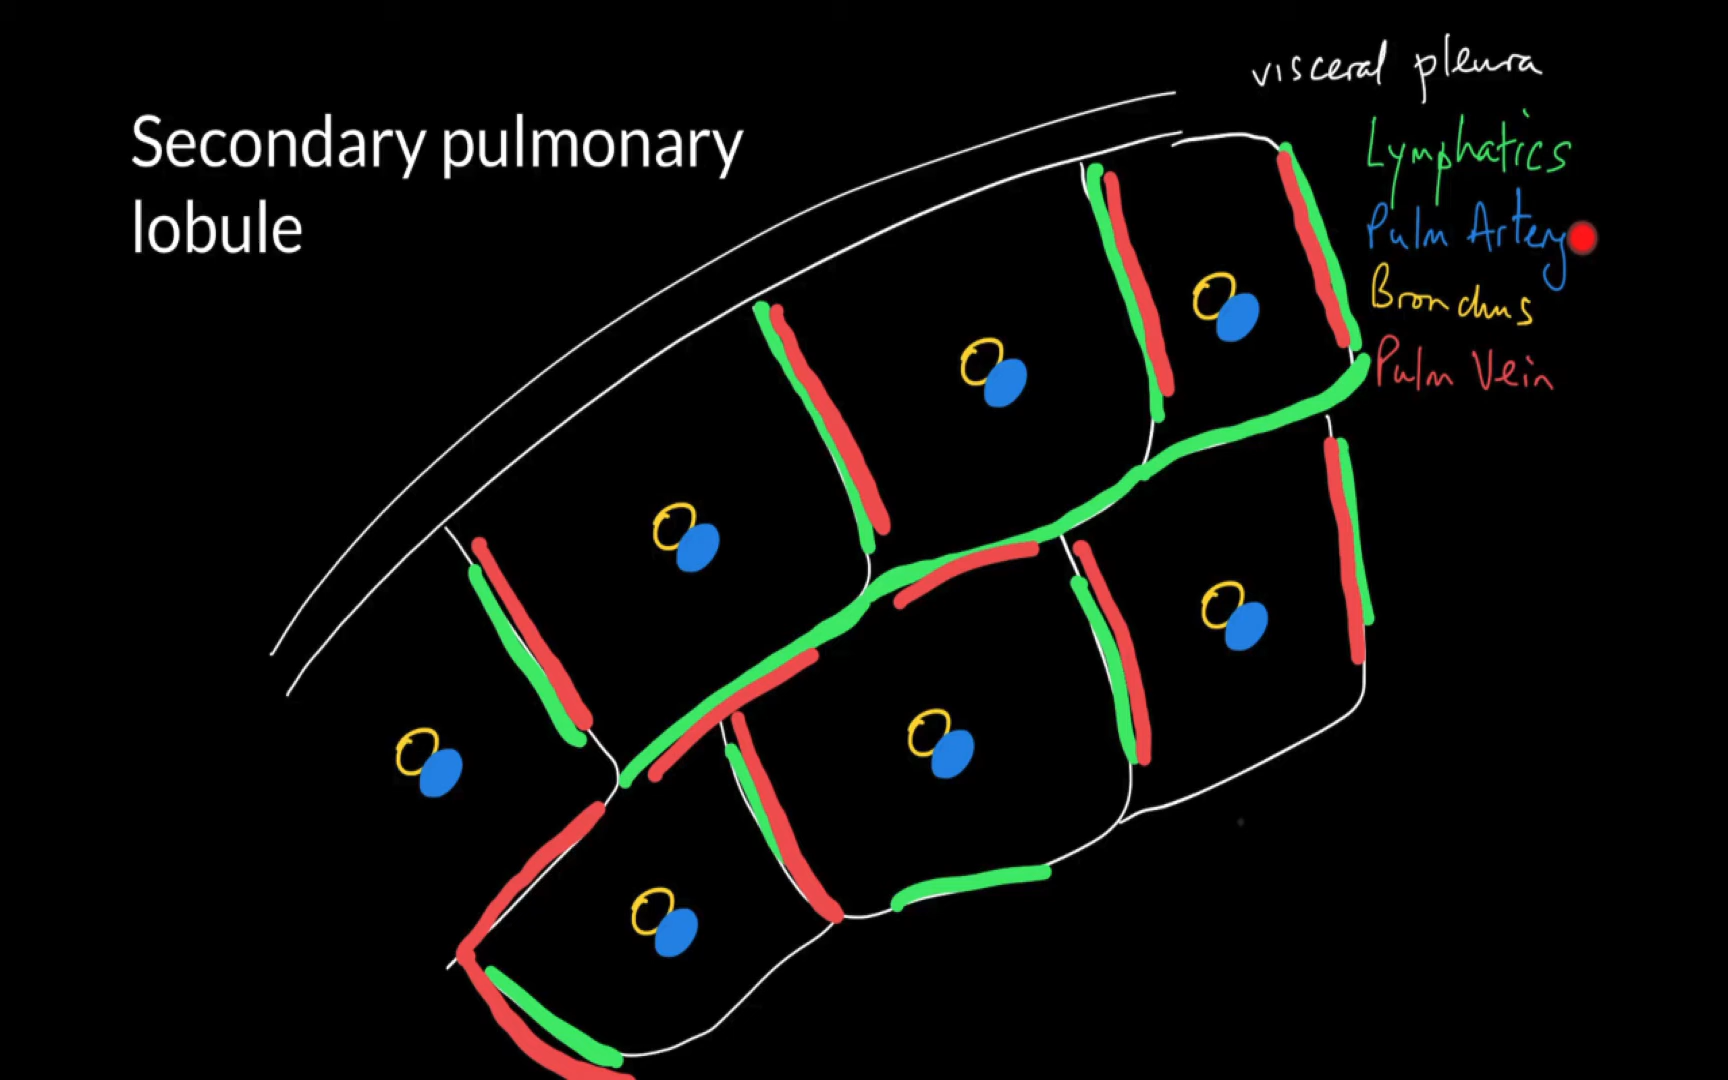 Secondary pulmonary
lobule
visceral pleura
Lymphatics
Pulm Artery
Bronchus
Pulm Vein